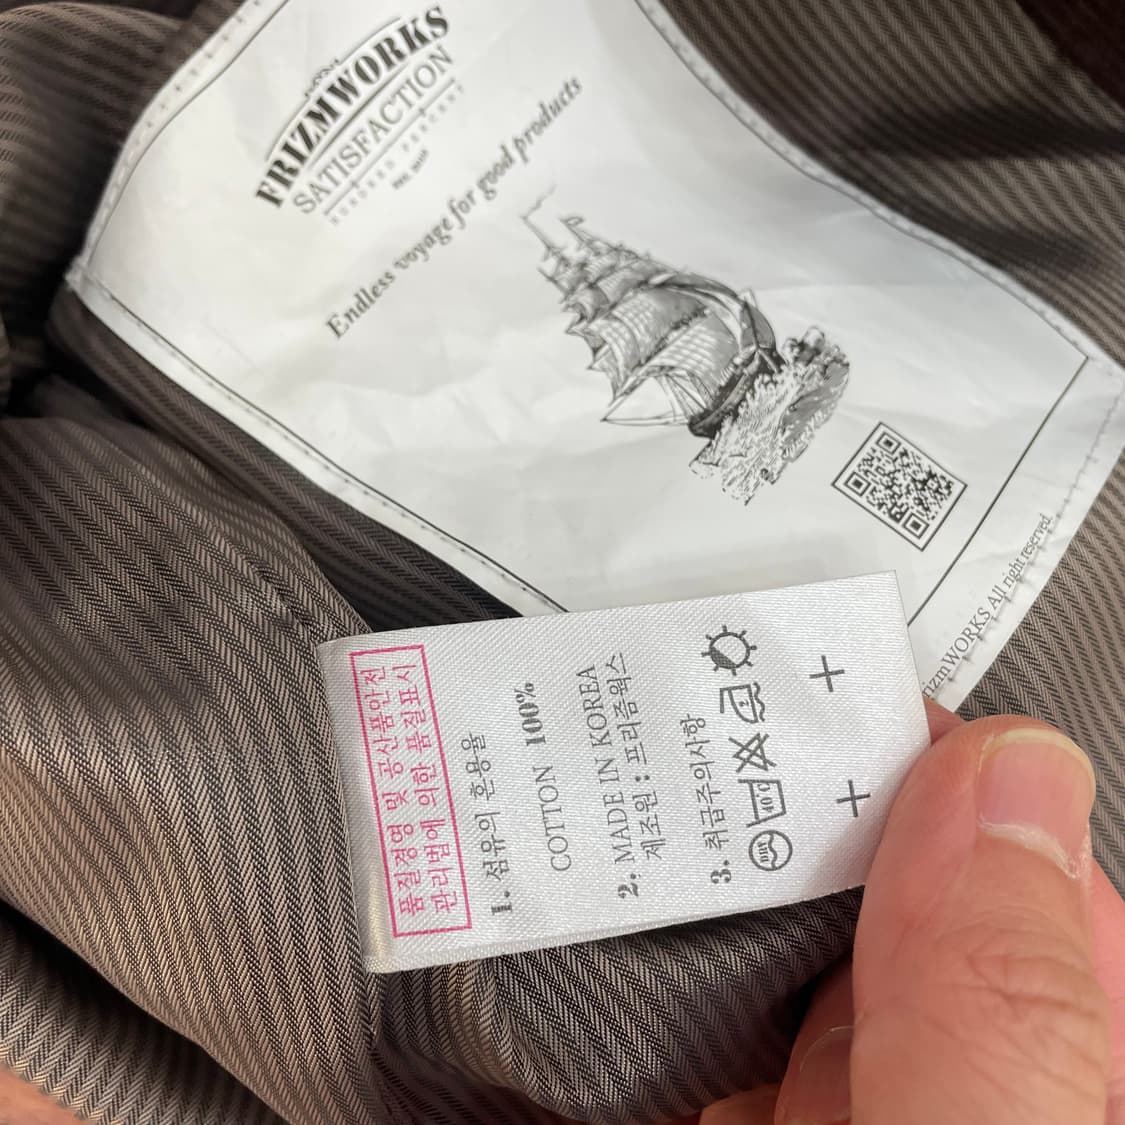 FRIZMWORKS
SATISFACTION
Endless voyage for good products
rizmWORKS All right reserved.
품질경영 및 공산품안전
관리법에 의한 품질표시
1. 섬유의 혼용율
COTTON 100%
2. MADE IN KOREA
제조원 : 프리즘웍스
3. 취급주의사항
40℃